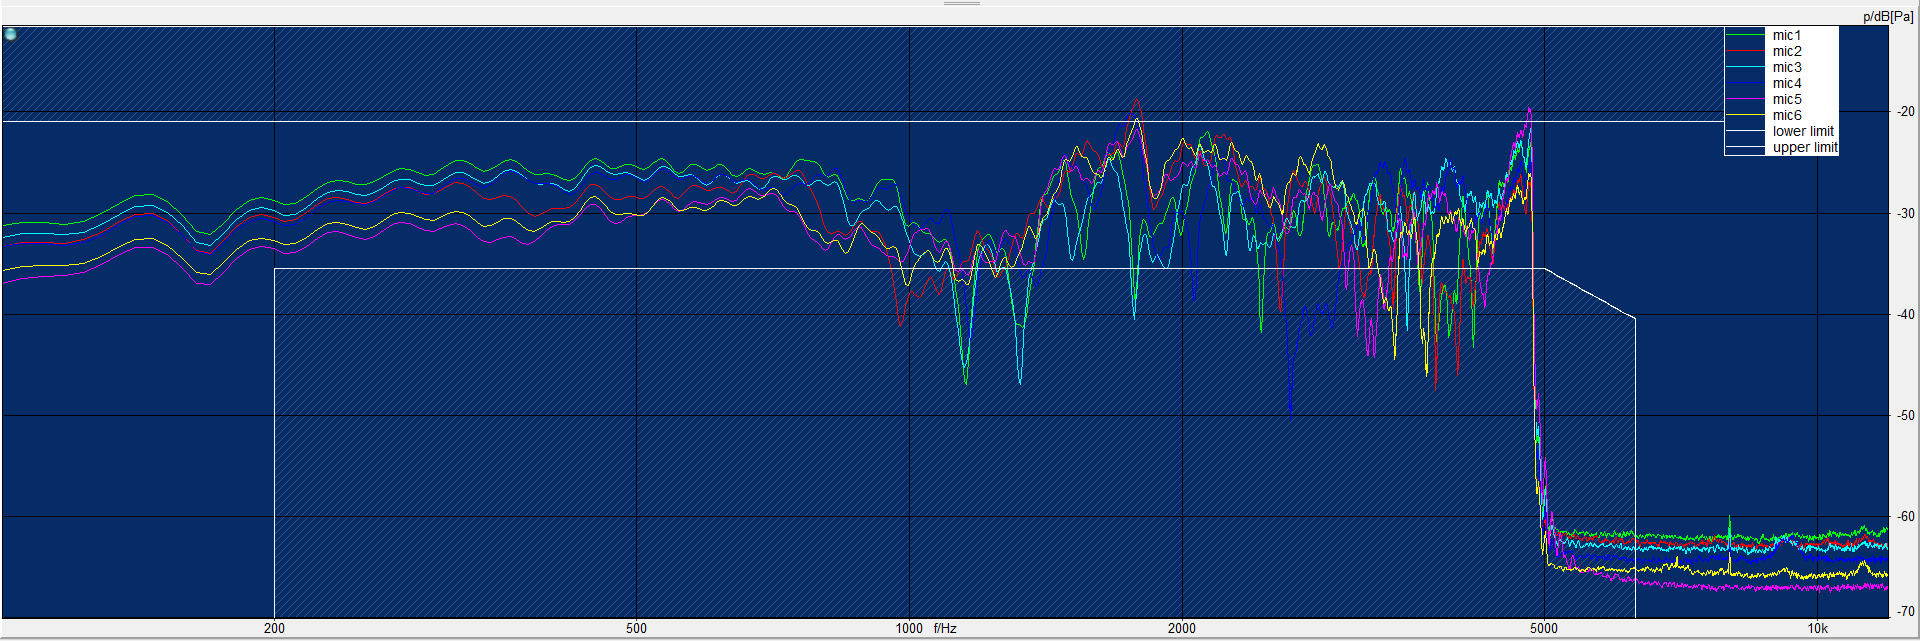 p/dB[Pa]
mic1
mic2
mic3
mic4
mic5
mic6
lower limit
upper limit
-20
-30
-40
-50
-60
-70
200 500 1000 f/Hz 2000 5000 10k